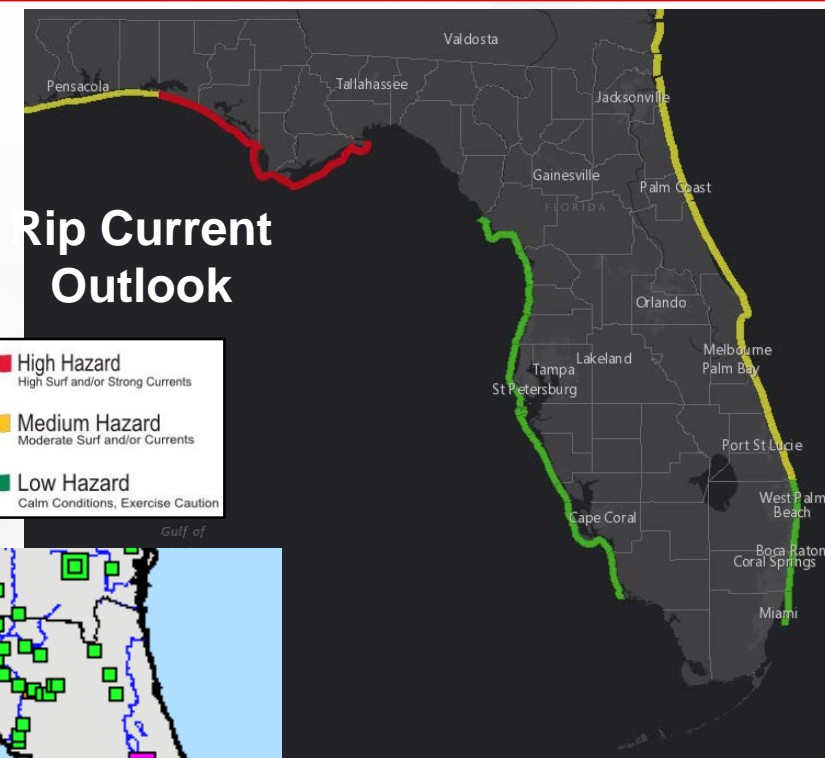 Valdosta
Pensacola
Tallahassee
Jacksonville
Gainesville
Palm Coast
FLORIDA
Rip Current
Outlook
Orlando
High Hazard
High Surf and/or Strong Currents
Medium Hazard
Moderate Surf and/or Currents
Low Hazard
Calm Conditions, Exercise Caution
Melbourne
Palm Bay
Tampa
Lakeland
St Petersburg
Port St Lucie
Cape Coral
West Palm
Beach
Gulf of
Boca Raton
Coral Springs
Miami